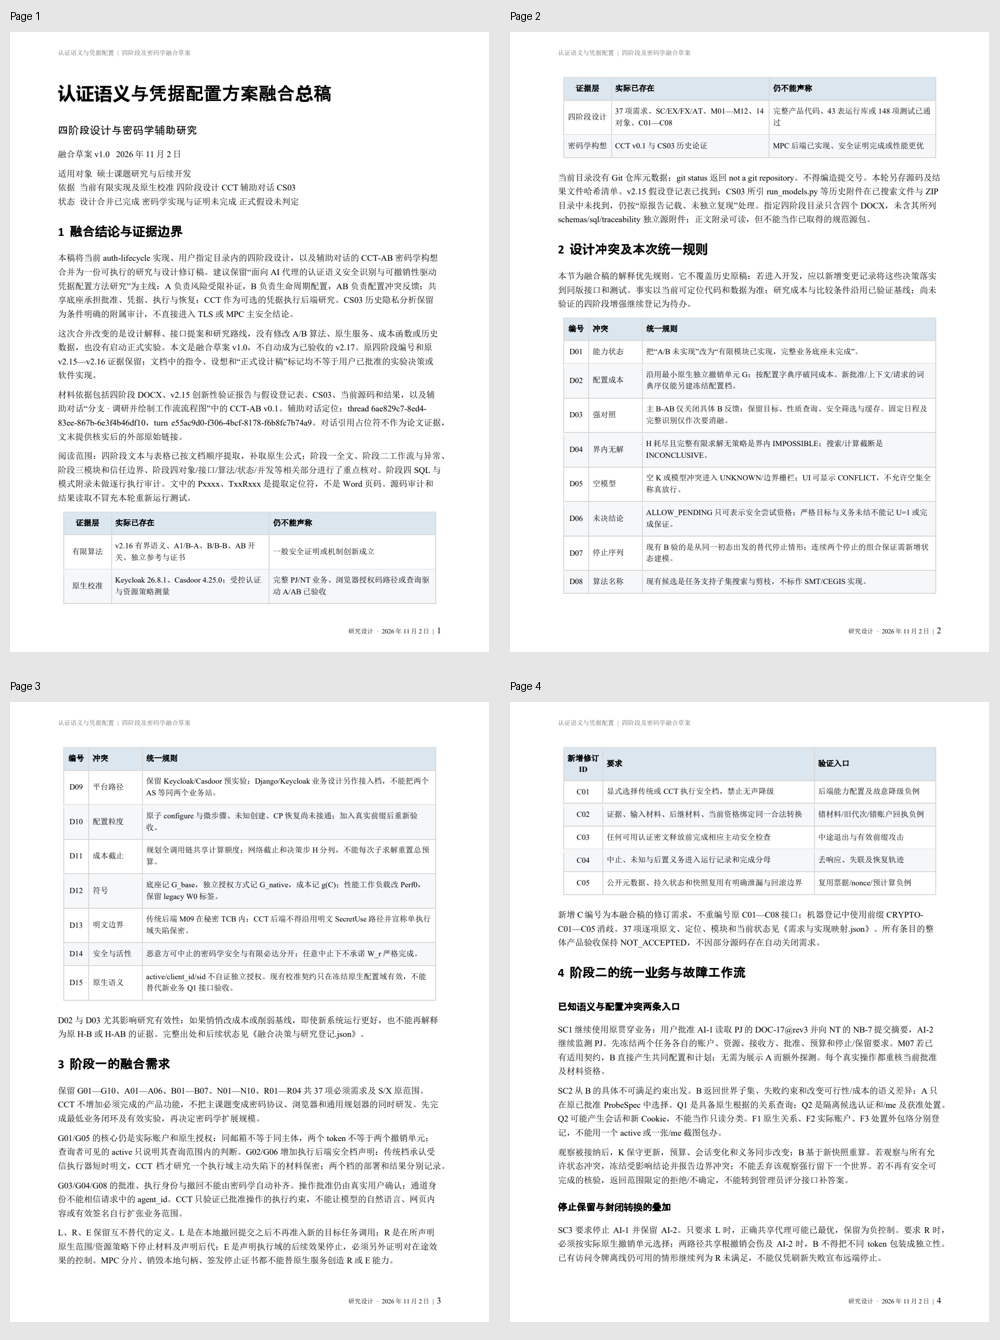 Page 1
认证语义与凭据配置 | 四阶段及密码学融合草案
认证语义与凭据配置方案融合总稿
四阶段设计与密码学辅助研究
融合草案 v1.0 2026 年 11 月 2 日
适用对象 硕士课题研究与后续开发
依据 当前有限实现及原生校准 四阶段设计 CCT 辅助对话 CS03
状态 设计合并已完成 密码学实现与证明未完成 正式假设未判定
1 融合结论与证据边界
本稿将当前 auth-lifecycle 实现、用户指定目录内的四阶段设计，以及辅助对话的 CCT-AB 密码学构想
合并为一份可执行的研究与设计修订稿。建议保留“面向 AI 代理的认证语义安全识别与可撤销性驱动
凭据配置方法研究”为主线：A 负责风险受限补证，B 负责生命周期配置，AB 负责配置冲突反馈；共
享底座承担批准、凭据、执行与恢复；CCT 作为可选的凭据执行后端研究。CS03 历史隐私分析保留
为条件明确的附属审计，不直接进入 TLS 或 MPC 主安全结论。
这次合并改变的是设计解释、接口提案和研究路线，没有修改 A/B 算法、原生服务、成本函数或历史
数据，也没有启动正式实验。本文是融合草案 v1.0，不自动成为已验收的 v2.17。原四阶段编号和原
v2.15—v2.16 证据保留；文档中的指令、设想和“正式设计稿”标记均不等于用户已批准的实验决议或
软件实现。
材料依据包括四阶段 DOCX、v2.15 创新性验证报告与假设登记表、CS03、当前源码和结果，以及辅
助对话“分支 · 调研并绘制工作流流程图”中的 CCT-AB v0.1。辅助对话定位：thread 6ae829c7-8ed4-
83ee-867b-6e3f4b46df10，turn e55ac9d0-f306-4bcf-8178-f6b8fc7b74a9。对话引用占位符不作为论文证据，
文末提供核实后的外部原始链接。
阅读范围：四阶段文本与表格已按文档顺序提取，补取原生公式；阶段一全文、阶段二工作流与异常、
阶段三模块和信任边界、阶段四对象/接口/算法/状态/并发等相关部分进行了重点核对。阶段四 SQL 与
模式附录未做逐行执行审计。文中的 Pxxxx、TxxRxxx 是提取定位符，不是 Word 页码。源码审计和
结果读取不冒充本轮重新运行测试。
证据层 实际已存在 仍不能声称
有限算法 v2.16 有界语义、A1/B-A、B/B-B、AB 开关、独立参考与证书 一般安全证明或机制创新成立
原生校准 Keycloak 26.8.1、Casdoor 4.25.0；受控认证与资源策略测量 完整 PJ/NT 业务、浏览器授权码路径或查询驱动 A/AB 已验收
研究设计 · 2026 年 11 月 2 日 | 1
Page 2
认证语义与凭据配置 | 四阶段及密码学融合草案
证据层 实际已存在 仍不能声称
四阶段设计 37 项需求、SC/EX/FX/AT、M01—M12、14 对象、C01—C08 完整产品代码、43 表运行库或 148 项测试已通过
密码学构想 CCT v0.1 与 CS03 历史论证 MPC 后端已实现、安全证明完成或性能更优
当前目录没有 Git 仓库元数据：git status 返回 not a git repository。不得编造提交号。本轮另存源码及结
果文件哈希清单。v2.15 假设登记表已找到；CS03 所引 run_models.py 等历史附件在已搜索文件与 ZIP
目录中未找到，仍按“原报告记载、未独立复现”处理。指定四阶段目录只含四个 DOCX，未含其所列
schemas/sql/traceability 独立源附件；正文附录可读，但不能当作已取得的规范源包。
2 设计冲突及本次统一规则
本节为融合稿的解释优先规则。它不覆盖历史原稿；若进入开发，应以新增变更记录将这些决策落实
到同版接口和测试。事实以当前可定位代码和数据为准；研究成本与比较条件沿用已验证基线；尚未
验证的四阶段增强继续登记为待办。
编号 冲突 统一规则
D01 能力状态 把“A/B 未实现”改为“有限模块已实现，完整业务底座未完成”。
D02 配置成本 沿用最小原生独立撤销单元 G；按配置字典序破同成本。新批准/上下文/请求的词典序仅能另建冻结配置档。
D03 强对照 主 B-AB 仅关闭具体 B 反馈；保留目标、性质查询、安全筛选与缓存。固定日程及完整识别仅作次要消融。
D04 界内无解 H 耗尽且完整有限求解无策略是界内 IMPOSSIBLE；搜索/计算截断是 INCONCLUSIVE。
D05 空模型 空 K 或模型冲突进入 UNKNOWN/边界栅栏；UI 可显示 CONFLICT，不允许空集全称真放行。
D06 未决结论 ALLOW_PENDING 只可表示安全尝试资格；严格目标与义务未结不能记 U=1 或完成保证。
D07 停止序列 现有 B 验的是从同一初态出发的替代停止情形；连续两个停止的组合保证需新增状态建模。
D08 算法名称 现有候选是任务支持子集搜索与剪枝，不标作 SMT/CEGIS 实现。
研究设计 · 2026 年 11 月 2 日 | 2
Page 3
认证语义与凭据配置 | 四阶段及密码学融合草案
编号 冲突 统一规则
D09 平台路径 保留 Keycloak/Casdoor 预实验；Django/Keycloak 业务设计另作接入档，不能把两个 AS 等同两个业务站。
D10 配置粒度 原子 configure 与微步骤、未知创建、CP 恢复尚未接通；加入真实前缀后重新验收。
D11 成本截止 规划全调用链共享计算额度；网络截止和决策步 H 分列，不能每次子求解重置总预算。
D12 符号 底座记 G_base，独立授权方式记 G_native，成本记 g(C)；性能工作负载改 Perf0，保留 legacy W0 标签。
D13 明文边界 传统后端 M09 在秘密 TCB 内；CCT 后端不得沿用明文 SecretUse 路径并宣称单执行域失陷保密。
D14 安全与活性 恶意方可中止的密码学安全与有限必达分开；任意中止下不承诺 W_r 严格完成。
D15 原生语义 active/client_id/sid 不自证独立授权。现有校准契约只在冻结原生配置域有效，不能替代新业务 Q1 接口验收。
D02 与 D03 尤其影响研究有效性：如果悄悄改成本或削弱基线，即使新系统运行更好，也不能再解释
为原 H-B 或 H-AB 的证据。完整出处和后续状态见《融合决策与研究登记.json》。
3 阶段一的融合需求
保留 G01—G10、A01—A06、B01—B07、N01—N10、R01—R04 共 37 项必须需求及 S/X 原范围。
CCT 不增加必须完成的产品功能，不把主课题变成密码协议、浏览器和通用规划器的同时研发。先完
成最低业务闭环及有效实验，再决定密码学扩展规模。
G01/G05 的核心仍是实际账户和原生授权：同邮箱不等于同主体，两个 token 不等于两个撤销单元；
查询者可见的 active 只说明其查询范围内的判断。G02/G06 增加执行后端安全档声明：传统档承认受
信执行器短时明文，CCT 档才研究一个执行域主动失陷下的材料保密；两个档的部署和结果分别记录。
G03/G04/G08 的批准、执行身份与撤回不能由密码学自动补齐。操作批准仍由真实用户确认；通道身
份不能相信请求中的 agent_id。CCT 只验证已批准操作的执行约束，不能让模型的自然语言、网页内
容或有效签名自行扩张业务范围。
L、R、E 保留互不替代的定义。L 是在本地撤回提交之后不再准入新的目标任务调用；R 是在所声明
原生范围/资源策略下停止材料及声明后代；E 是声明执行域的后续效果停止，必须另外证明对在途效
果的控制。MPC 分片、销毁本地句柄、签发停止证书都不能替原生服务创造 R 或 E 能力。
研究设计 · 2026 年 11 月 2 日 | 3
Page 4
认证语义与凭据配置 | 四阶段及密码学融合草案
新增修订 ID 要求 验证入口
C01 显式选择传统或 CCT 执行安全档，禁止无声降级 后端能力配置及故意降级负例
C02 证据、输入材料、后继材料、当前资格绑定同一合法转换 错材料/旧代次/错账户回执负例
C03 任何可用认证密文释放前完成相应主动安全检查 中途退出与有效前缀攻击
C04 中止、未知与后置义务进入运行记录和完成分母 丢响应、失联及恢复轨迹
C05 公开元数据、持久状态和快照复用有明确泄漏与回滚边界 复用票据/nonce/预计算负例
新增 C 编号为本融合稿的修订需求，不重编号原 C01—C08 接口；机器登记中使用前缀 CRYPTO-
C01—C05 消歧。37 项逐项原文、定位、模块和当前状态见《需求与实现映射.json》。所有条目的整
体产品验收保持 NOT_ACCEPTED，不因部分源码存在自动关闭需求。
4 阶段二的统一业务与故障工作流
已知语义与配置冲突两条入口
SC1 继续使用原贯穿业务：用户批准 AI-1 读取 PJ 的 DOC-17@rev3 并向 NT 的 NB-7 提交摘要，AI-2
继续监测 PJ。先冻结两个任务各自的账户、资源、接收方、批准、预算和停止/保留要求。M07 若已
有适用契约，B 直接产生共同配置和计划；无需为展示 A 而额外探测。每个真实操作都重核当前批准
及材料资格。
SC2 从 B 的具体不可满足约束出发。B 返回世界子集、失败约束和改变可行性/成本的语义差异；A 只
在原已批准 ProbeSpec 中选择。Q1 是具备原生根据的关系查询；Q2 是隔离候选认证和/me 及获准处置。
Q2 可能产生会话和新 Cookie，不能当作只读分类。F1 原生关系、F2 实际账户、F3 处置外包络分别登
记，不能用一个 active 或一张/me 截图包办。
观察被接纳后，K 保守更新，预算、会话变化和义务同步改变；B 基于新快照重算。若观察与所有允
许状态冲突，冻结受影响结论并报告边界冲突；不能丢弃该观察强行留下一个世界。若不再有安全可
完成的核验，返回范围限定的拒绝/不确定，不能转到管理员评分接口补答案。
停止保留与封闭转换的叠加
SC3 要求停止 AI-1 并保留 AI-2。只要求 L 时，正确共享代理可能已最优，保留为负控制。要求 R 时，
必须按实际原生撤销单元选择；两路径共享根撤销会伤及 AI-2 时，B 不得把不同 token 包装成独立性。
已有访问令牌离线仍可用的情形继续列为 R 未满足，不能仅凭刷新失败宣布远端停止。
研究设计 · 2026 年 11 月 2 日 | 4